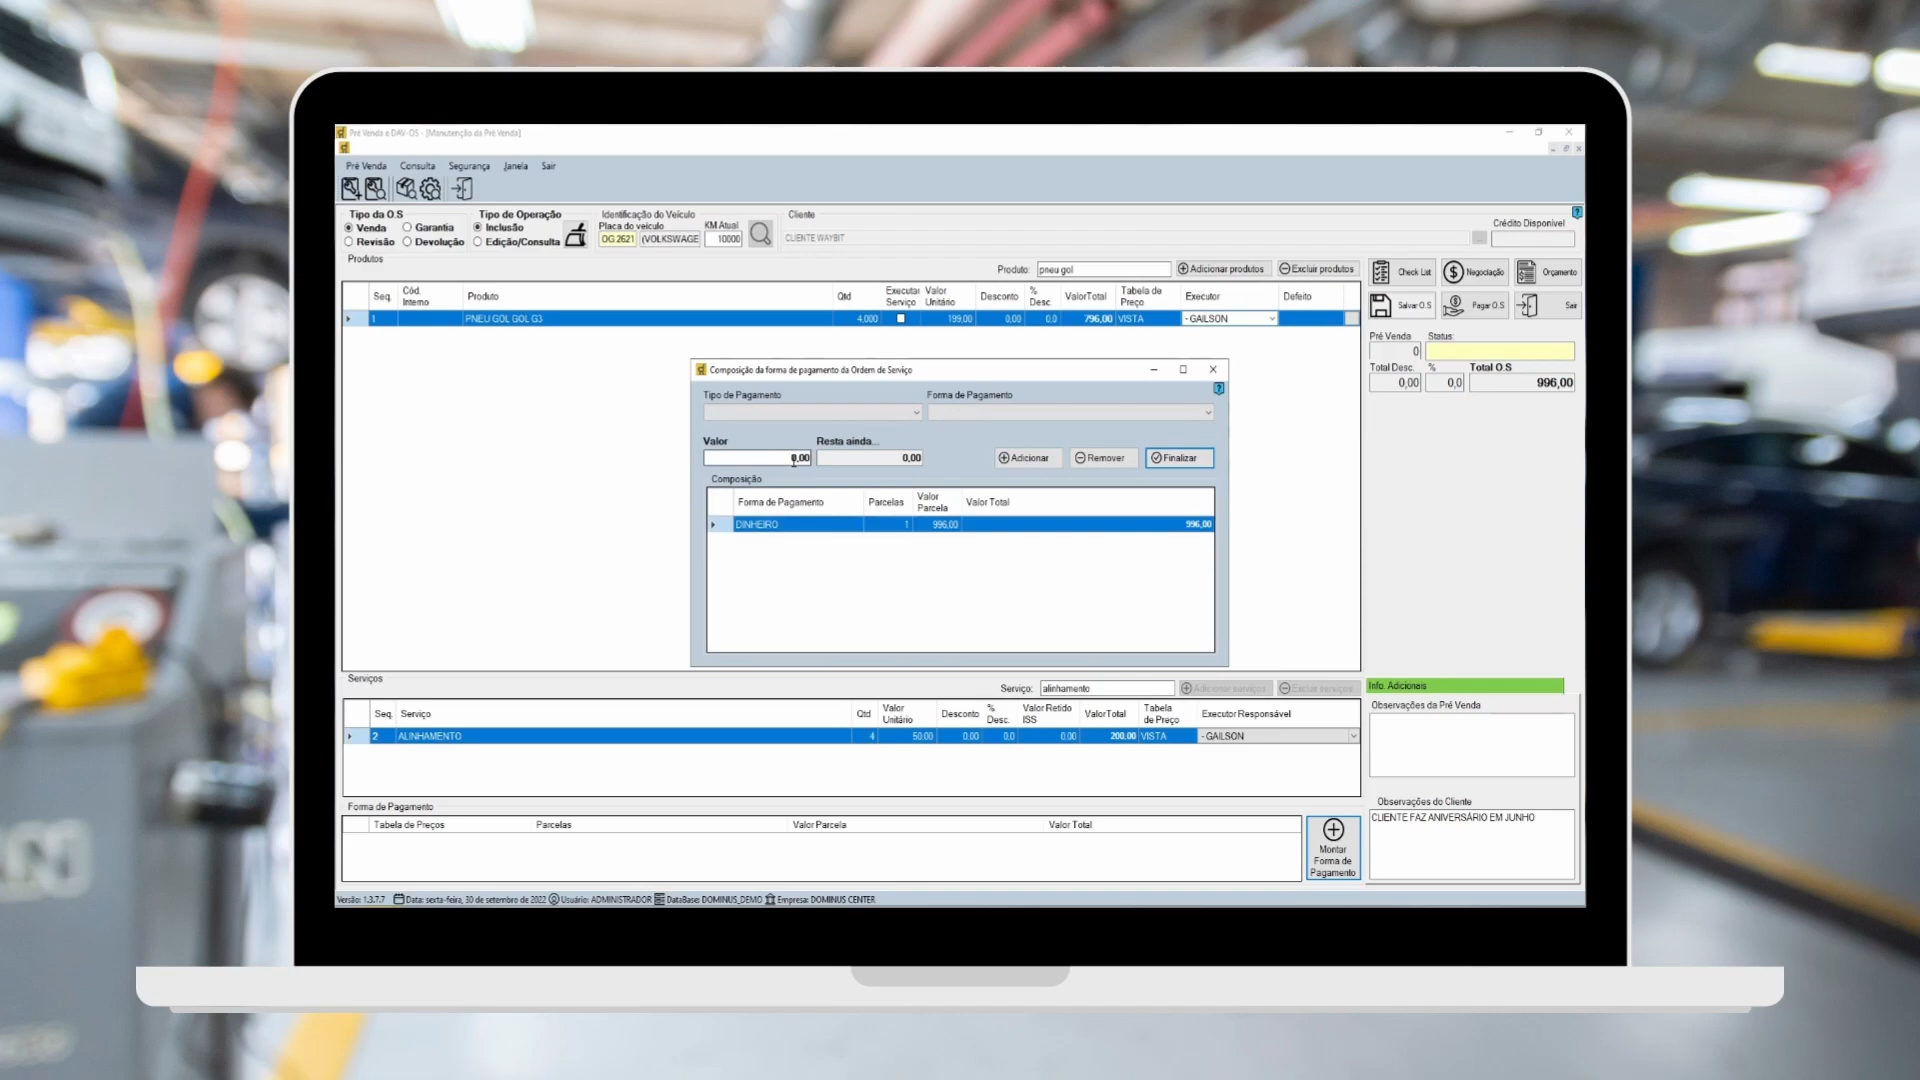 Pré Venda e DAV-OS - [Manutenção da Pré Venda]
Pré Venda Consulta Segurança Janela Sair
Tipo da O.S Tipo de Operação Identificação do Veículo Cliente
Venda Garantia Inclusão Placa do veículo KM Atual Crédito Disponível
Revisão Devolução Edição/Consulta OG 2621 (VOLKSWAGE 10000 CLIENTE WAYBIT
Produtos
Produto: pneu gol Adicionar produtos Excluir produtos
Check List Negociação Orçamento
Seq. Cód. Interno Produto Qtd Executar Serviço Valor Unitário Desconto % Desc. ValorTotal Tabela de Preço Executor Defeito
Salvar O.S Pagar O.S Sair
1 PNEU GOL GOL G3 4,000 199,00 0,00 0,0 796,00 VISTA - GAILSON
Pré Venda Status:
0
Total Desc. % Total O.S
0,00 0,0 996,00
Composição da forma de pagamento da Ordem de Serviço
Tipo de Pagamento Forma de Pagamento
Valor Resta ainda...
0,00 0,00 Adicionar Remover Finalizar
Composição
Forma de Pagamento Parcelas Valor Parcela Valor Total
DINHEIRO 1 996,00 996,00
Serviços
Serviço: alinhamento Adicionar serviços Excluir serviços
Info. Adicionais
Observações da Pré Venda
Seq. Serviço Qtd Valor Unitário Desconto % Desc. Valor Retido ISS ValorTotal Tabela de Preço Executor Responsável
2 ALINHAMENTO 4 50,00 0,00 0,0 0,00 200,00 VISTA - GAILSON
Forma de Pagamento
Tabela de Preços Parcelas Valor Parcela Valor Total
Montar
Forma de
Pagamento
Observações do Cliente
CLIENTE FAZ ANIVERSÁRIO EM JUNHO
Versão: 1.3.7.7 Data: sexta-feira, 30 de setembro de 2022 Usuário: ADMINISTRADOR DataBase: DOMINUS_DEMO Empresa: DOMINUS CENTER